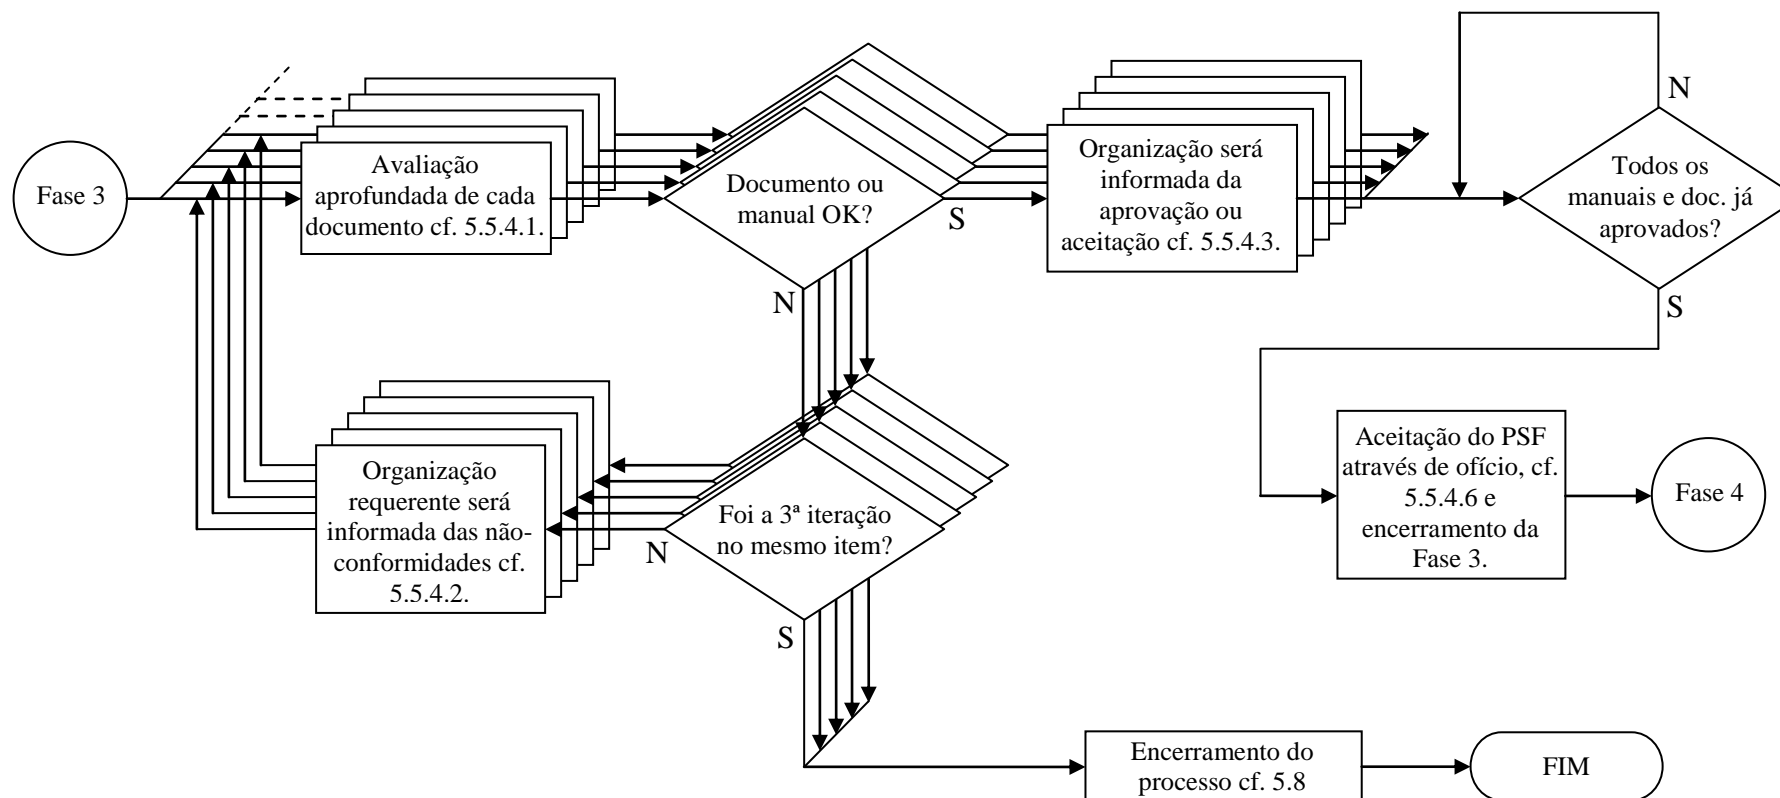 Fase 3
Avaliação
aprofundada de cada
documento cf. 5.5.4.1.
Documento ou
manual OK?
S
N
Organização será
informada da
aprovação ou
aceitação cf. 5.5.4.3.
N
Todos os
manuais e doc. já
aprovados?
S
Organização
requerente será
informada das não-
conformidades cf.
5.5.4.2.
Foi a 3ª iteração
no mesmo item?
N
S
Aceitação do PSF
através de ofício, cf.
5.5.4.6 e
encerramento da
Fase 3.
Fase 4
Encerramento do
processo cf. 5.8
FIM